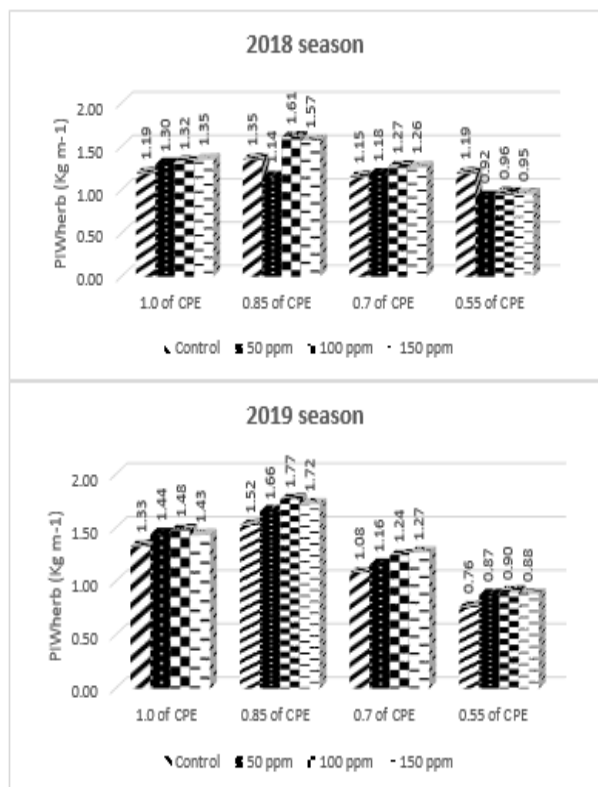 2018 season
PIWherb (Kg m-1)
2.00
1.50
1.00
0.50
0.00
1.19 1.30 1.32 1.35 1.35 1.14 1.61 1.57 1.15 1.18 1.27 1.26 1.19 0.92 0.96 0.95
1.0 of CPE 0.85 of CPE 0.7 of CPE 0.55 of CPE
Control 50 ppm 100 ppm 150 ppm
2019 season
PIWherb (Kg m-1)
2.00
1.50
1.00
0.50
0.00
1.33 1.44 1.48 1.43 1.52 1.66 1.77 1.72 1.08 1.16 1.24 1.27 0.76 0.87 0.90 0.88
1.0 of CPE 0.85 of CPE 0.7 of CPE 0.55 of CPE
Control 50 ppm 100 ppm 150 ppm